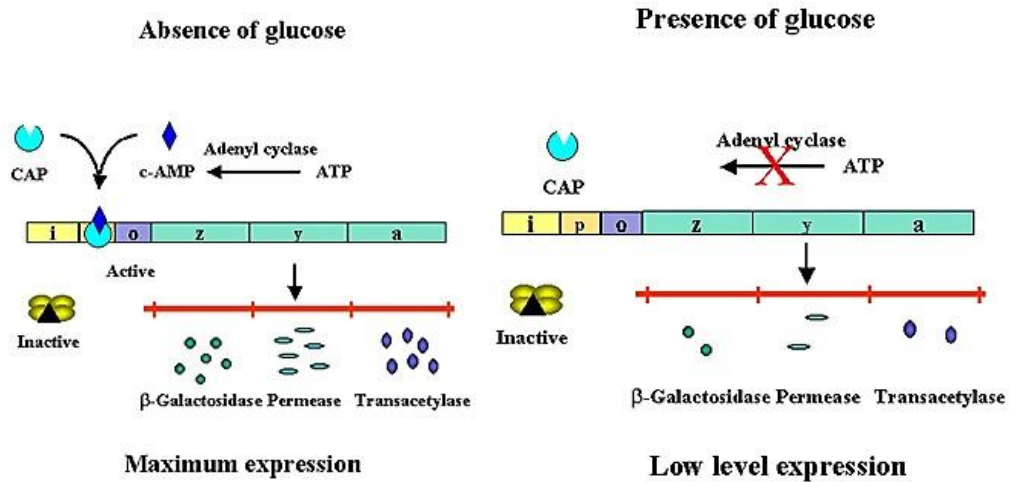 Absence of glucose
CAP
c-AMP
Adenyl cyclase
ATP
i
o
z
y
a
Active
Inactive
β-Galactosidase Permease Transacetylase
Maximum expression
Presence of glucose
CAP
Adenyl cyclase
X
ATP
i
p
o
z
y
a
Inactive
β-Galactosidase Permease Transacetylase
Low level expression